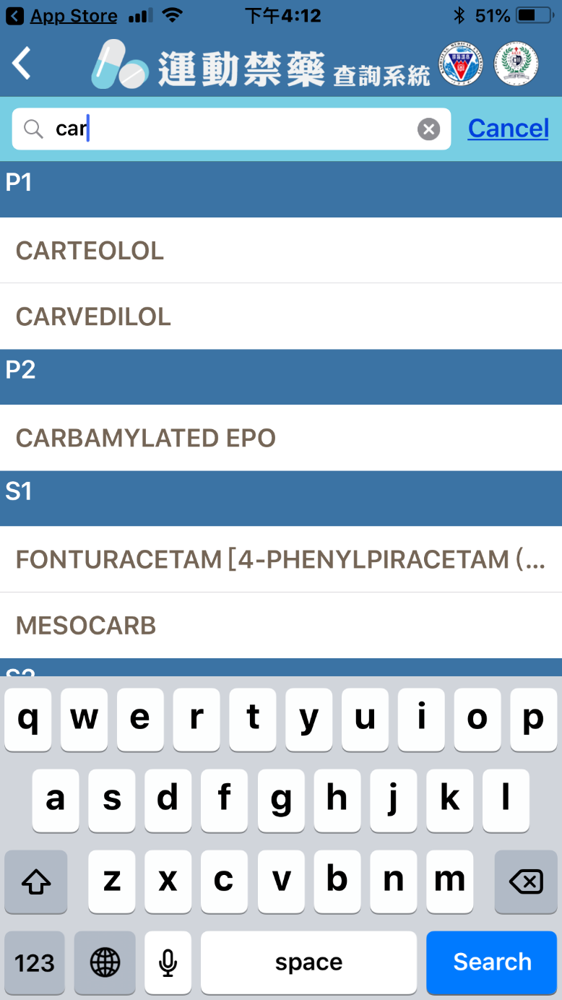 App Store 下午4:12 51%
運動禁藥 查詢系統
car Cancel
P1
CARTEOLOL
CARVEDILOL
P2
CARBAMYLATED EPO
S1
FONTURACETAM [4-PHENYLPIRACETAM (...
MESOCARB
q w e r t y u i o p
a s d f g h j k l
z x c v b n m
123 space Search